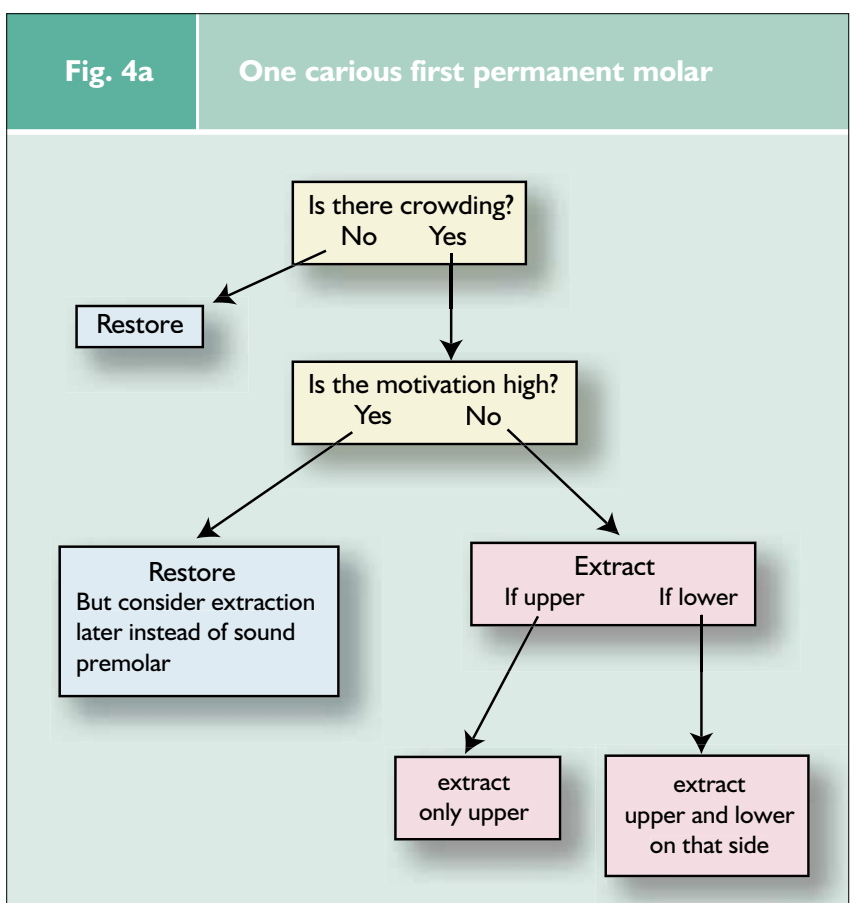 Fig. 4a
One carious first permanent molar
Is there crowding?
No Yes
Restore
Is the motivation high?
Yes No
Restore
But consider extraction
later instead of sound
premolar
Extract
If upper If lower
extract
only upper
extract
upper and lower
on that side